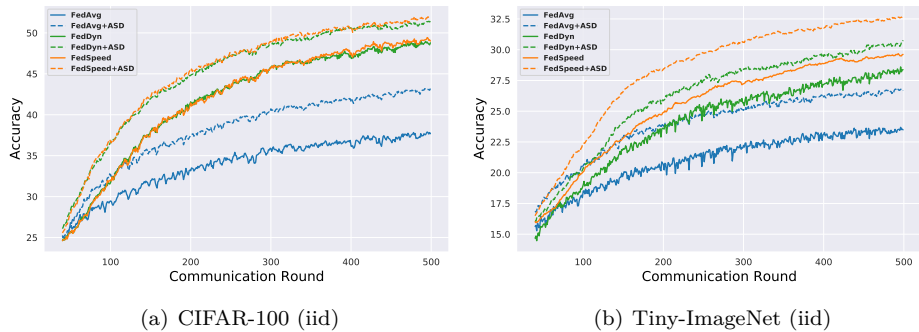 FedAvg
FedAvg+ASD
FedDyn
FedDyn+ASD
FedSpeed
FedSpeed+ASD
50
45
40
35
30
25
Accuracy
100
200
300
400
500
Communication Round
(a) CIFAR-100 (iid)
FedAvg
FedAvg+ASD
FedDyn
FedDyn+ASD
FedSpeed
FedSpeed+ASD
32.5
30.0
27.5
25.0
22.5
20.0
17.5
15.0
Accuracy
100
200
300
400
500
Communication Round
(b) Tiny-ImageNet (iid)